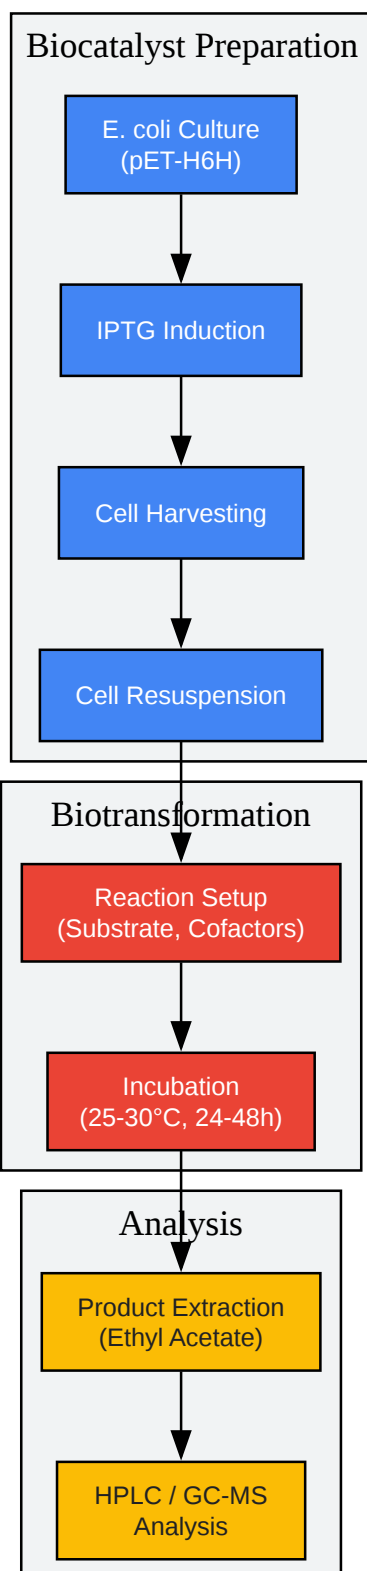 Biocatalyst Preparation
E. coli Culture
(pET-H6H)
IPTG Induction
Cell Harvesting
Cell Resuspension
Biotransformation
Reaction Setup
(Substrate, Cofactors)
Incubation
(25-30°C, 24-48h)
Analysis
Product Extraction
(Ethyl Acetate)
HPLC / GC-MS
Analysis